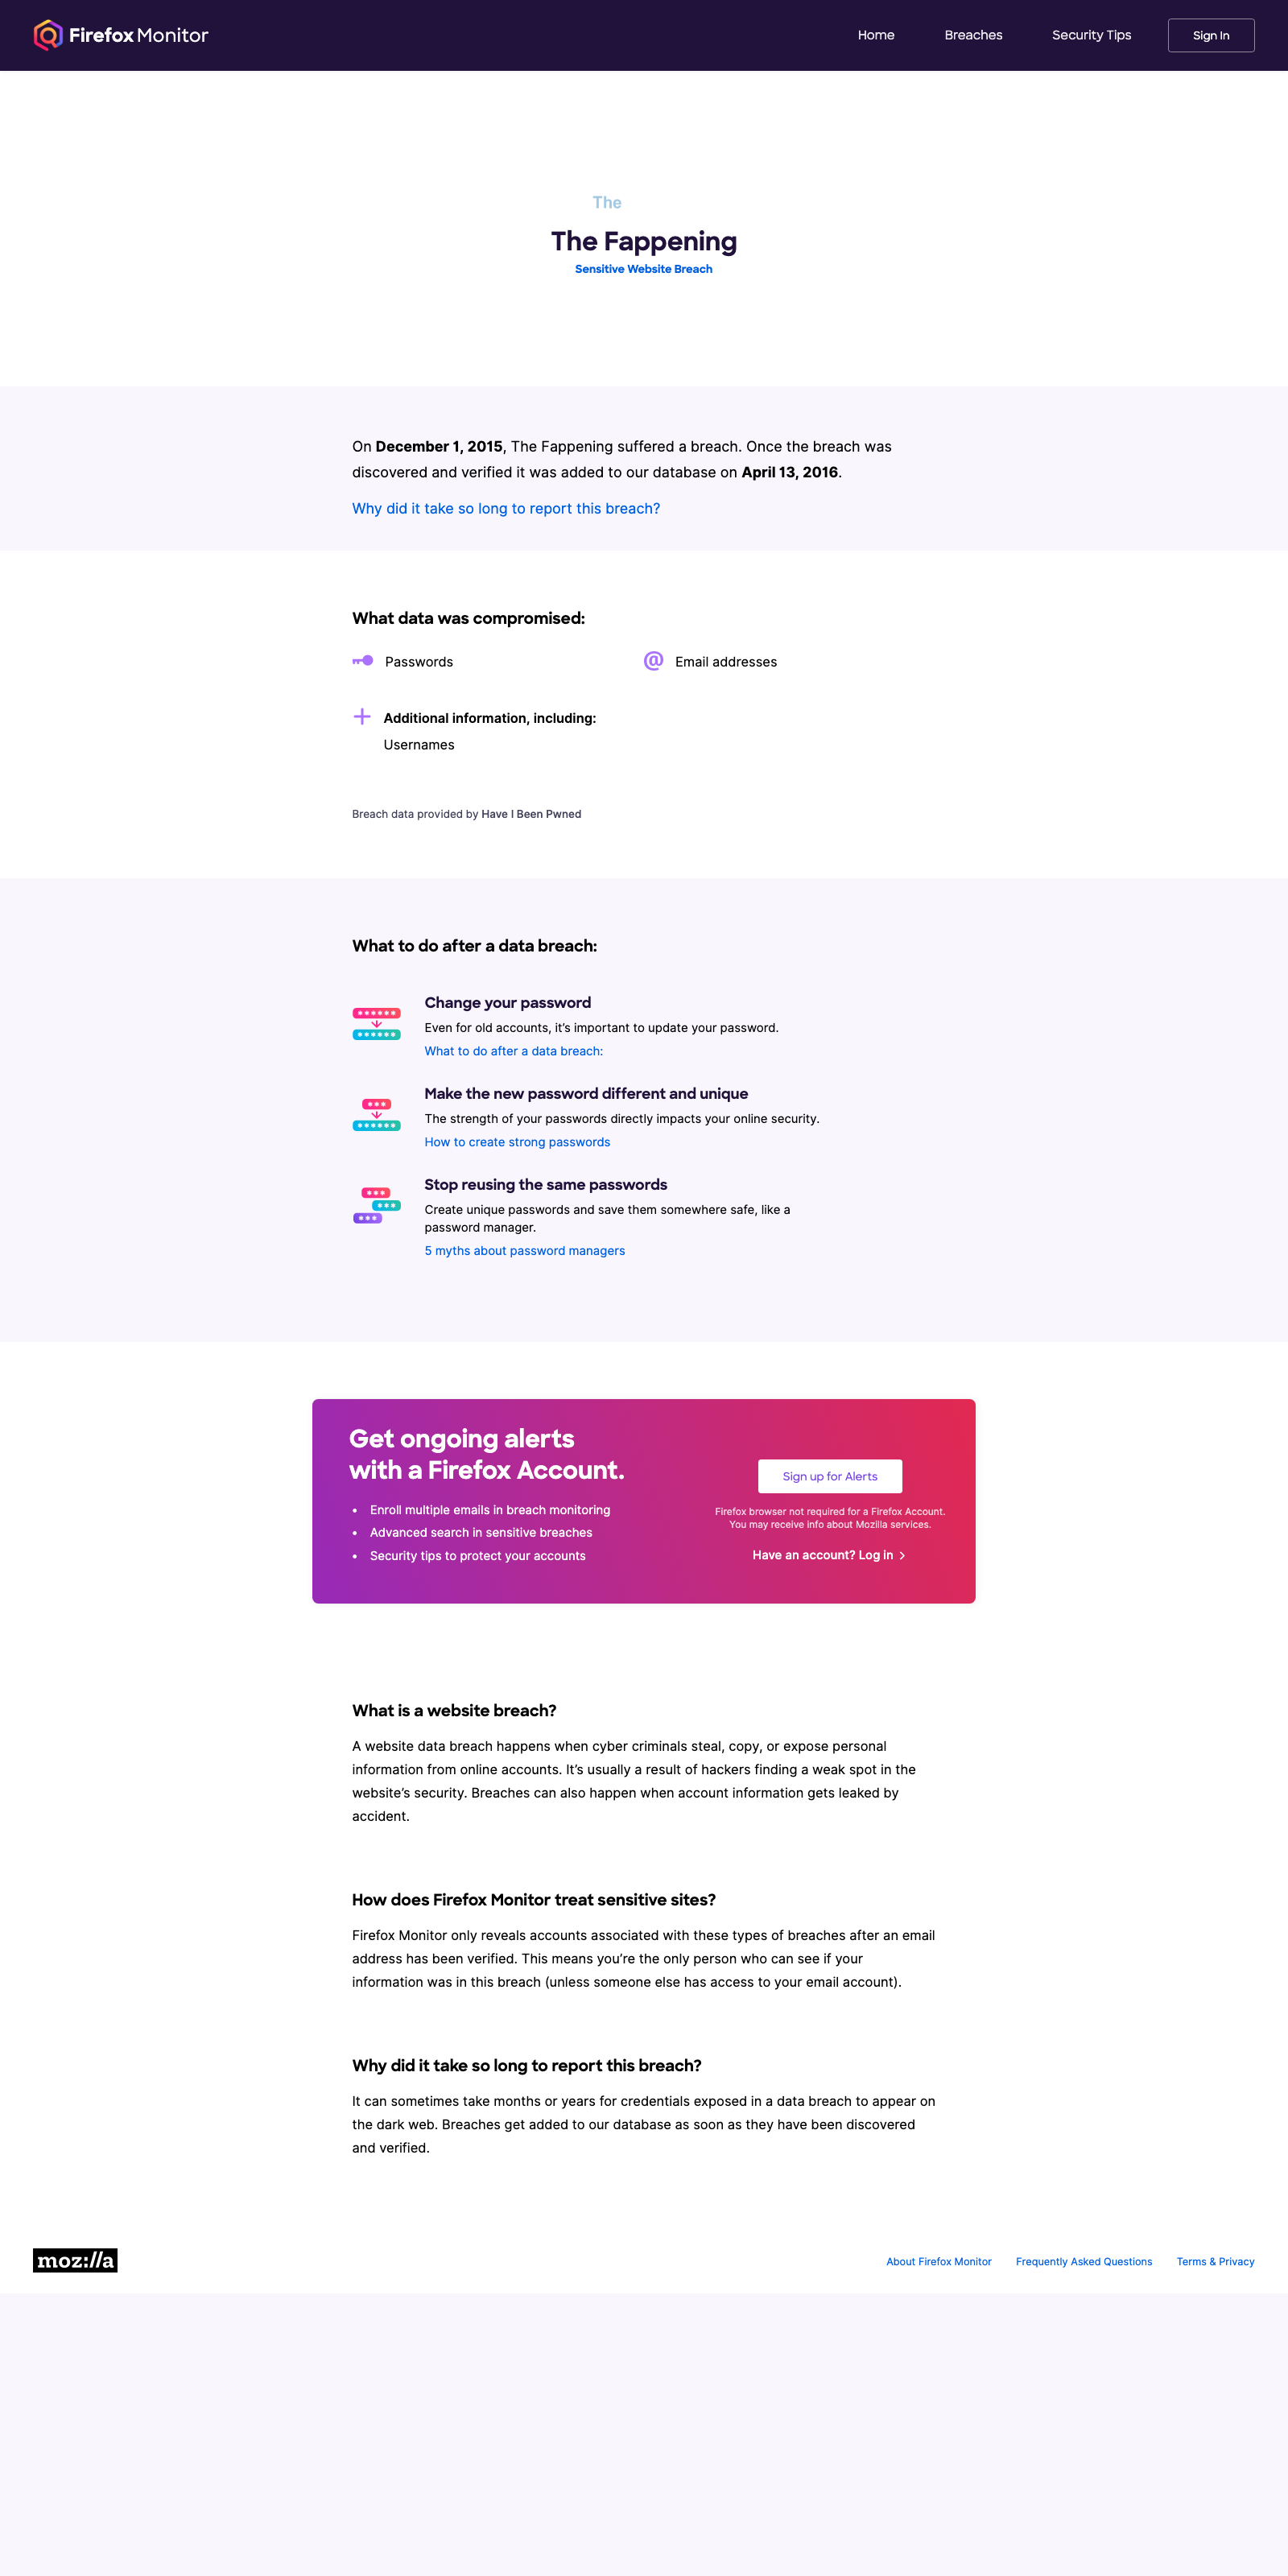 Firefox Monitor
Home
Breaches
Security Tips
Sign In
The
The Fappening
Sensitive Website Breach
On December 1, 2015, The Fappening suffered a breach. Once the breach was
discovered and verified it was added to our database on April 13, 2016.
Why did it take so long to report this breach?
What data was compromised:
Passwords
@ Email addresses
Additional information, including:
Usernames
Breach data provided by Have I Been Pwned
What to do after a data breach:
Change your password
Even for old accounts, it’s important to update your password.
What to do after a data breach:
Make the new password different and unique
The strength of your passwords directly impacts your online security.
How to create strong passwords
Stop reusing the same passwords
Create unique passwords and save them somewhere safe, like a
password manager.
5 myths about password managers
Get ongoing alerts
with a Firefox Account.
• Enroll multiple emails in breach monitoring
• Advanced search in sensitive breaches
• Security tips to protect your accounts
Sign up for Alerts
Firefox browser not required for a Firefox Account.
You may receive info about Mozilla services.
Have an account? Log in
What is a website breach?
A website data breach happens when cyber criminals steal, copy, or expose personal
information from online accounts. It’s usually a result of hackers finding a weak spot in the
website’s security. Breaches can also happen when account information gets leaked by
accident.
How does Firefox Monitor treat sensitive sites?
Firefox Monitor only reveals accounts associated with these types of breaches after an email
address has been verified. This means you’re the only person who can see if your
information was in this breach (unless someone else has access to your email account).
Why did it take so long to report this breach?
It can sometimes take months or years for credentials exposed in a data breach to appear on
the dark web. Breaches get added to our database as soon as they have been discovered
and verified.
moz://a
About Firefox Monitor
Frequently Asked Questions
Terms & Privacy